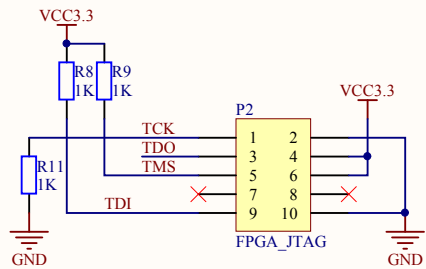 VCC3.3
R8
1K
R9
1K
P2
VCC3.3
TCK
1
2
TDO
3
4
TMS
5
6
R11
1K
7
8
TDI
9
10
GND
FPGA_JTAG
GND